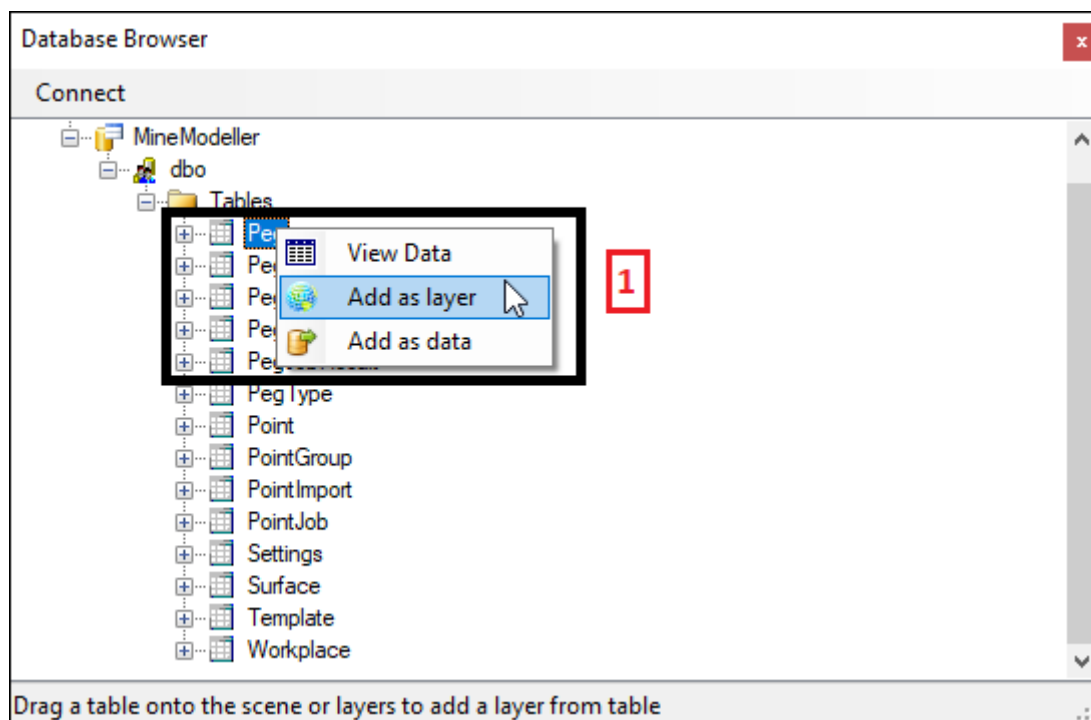 Database Browser
x
Connect
MineModeller
dbo
Tables
View Data
Add as layer
1
Add as data
PegType
Point
PointGroup
PointImport
PointJob
Settings
Surface
Template
Workplace
Drag a table onto the scene or layers to add a layer from table